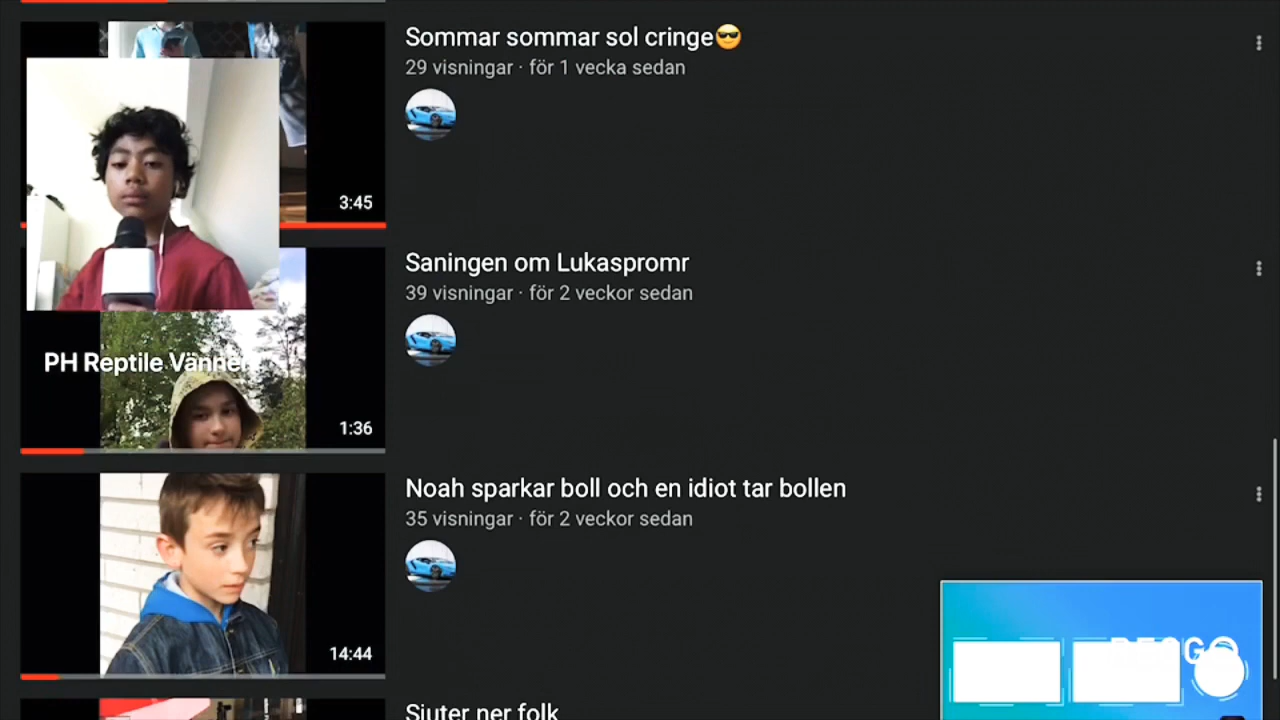 Sommar sommar sol cringe😎
29 visningar · för 1 vecka sedan
3:45
Saningen om Lukaspromr
39 visningar · för 2 veckor sedan
PH Reptile Vänner
1:36
Noah sparkar boll och en idiot tar bollen
35 visningar · för 2 veckor sedan
14:44
Sjuter ner folk